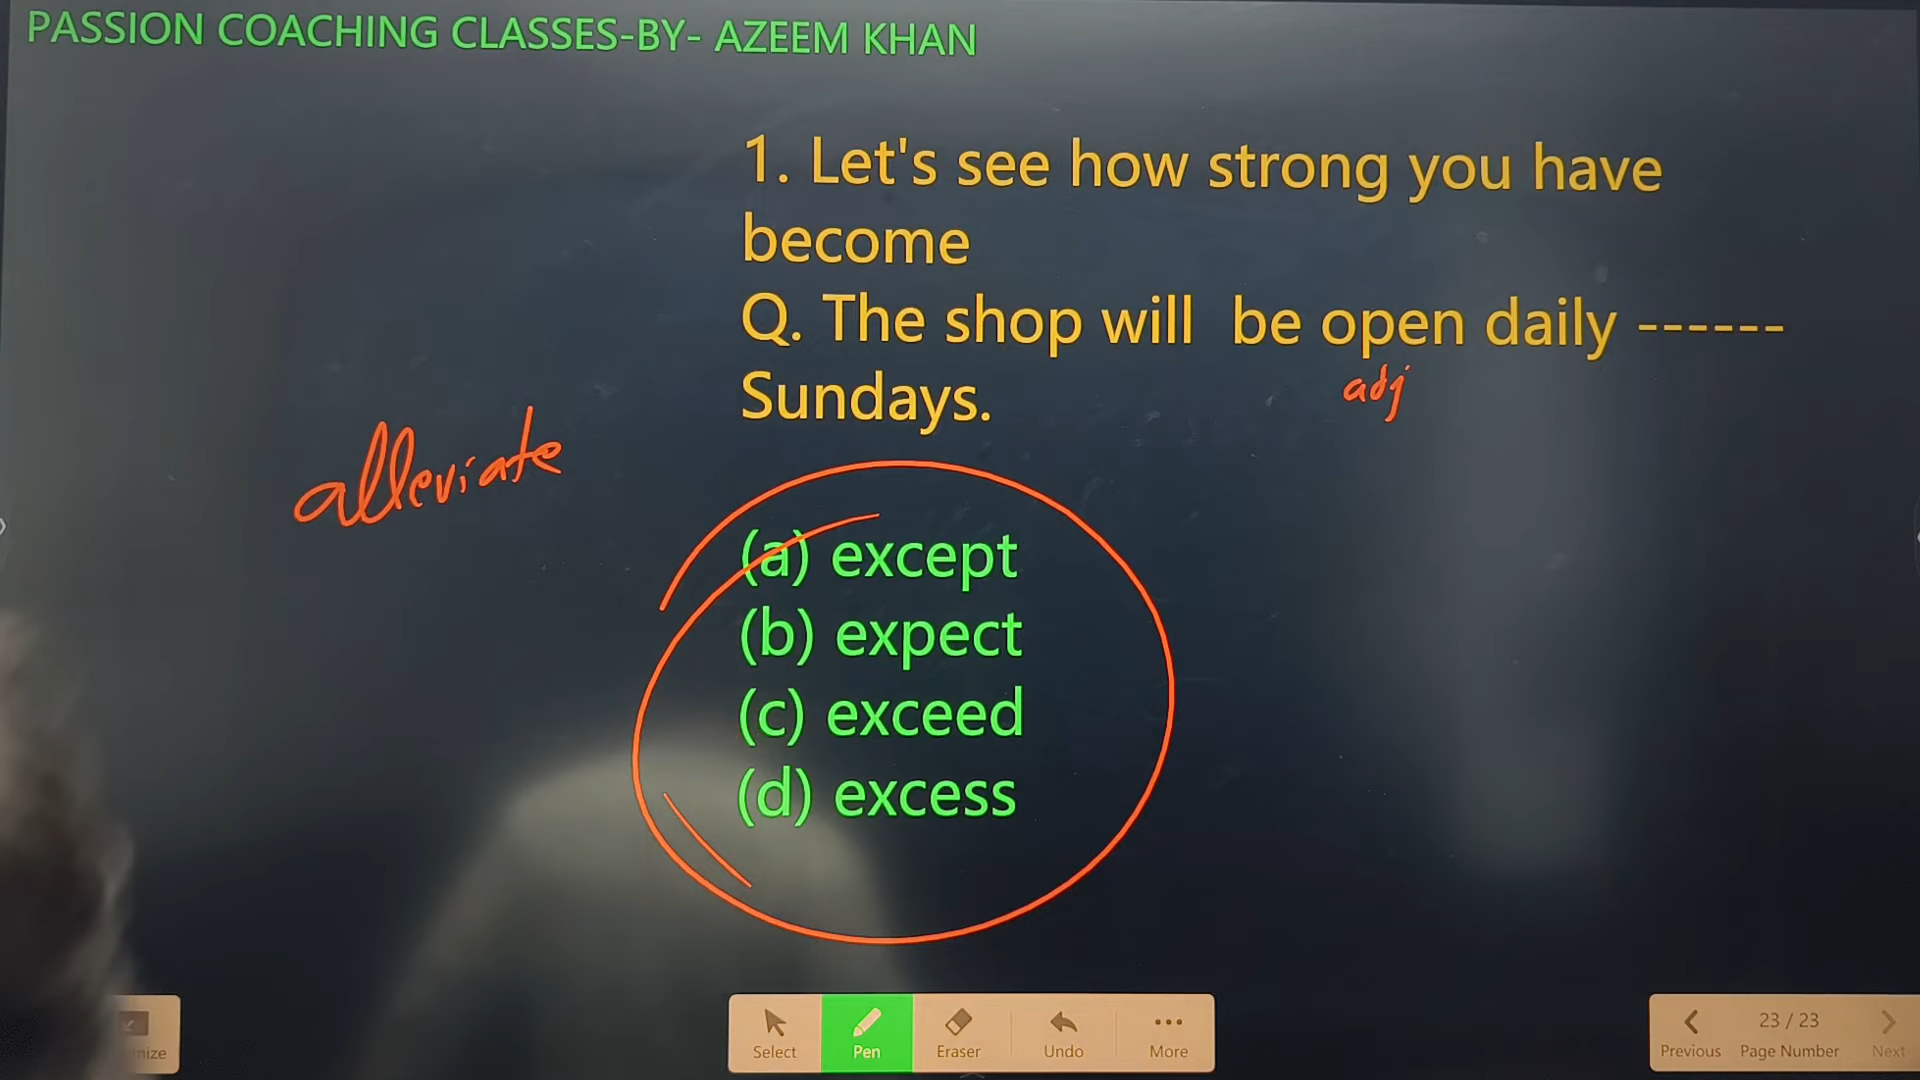 PASSION COACHING CLASSES-BY- AZEEM KHAN
1. Let's see how strong you have
become
Q. The shop will be open daily ------
Sundays.
adj
alleviate
(a) except
(b) expect
(c) exceed
(d) excess
Select
Pen
Eraser
Undo
More
23 / 23
Previous
Page Number
Next